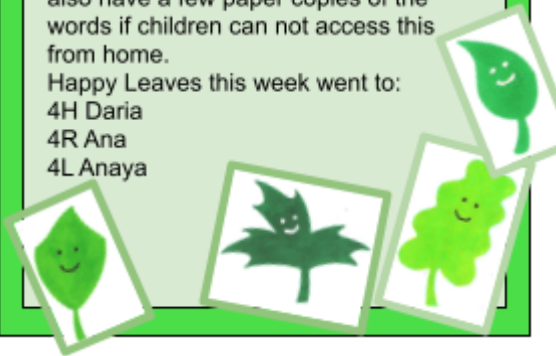 also have a few paper copies of the
words if children can not access this
from home.
Happy Leaves this week went to:
4H Daria
4R Ana
4L Anaya